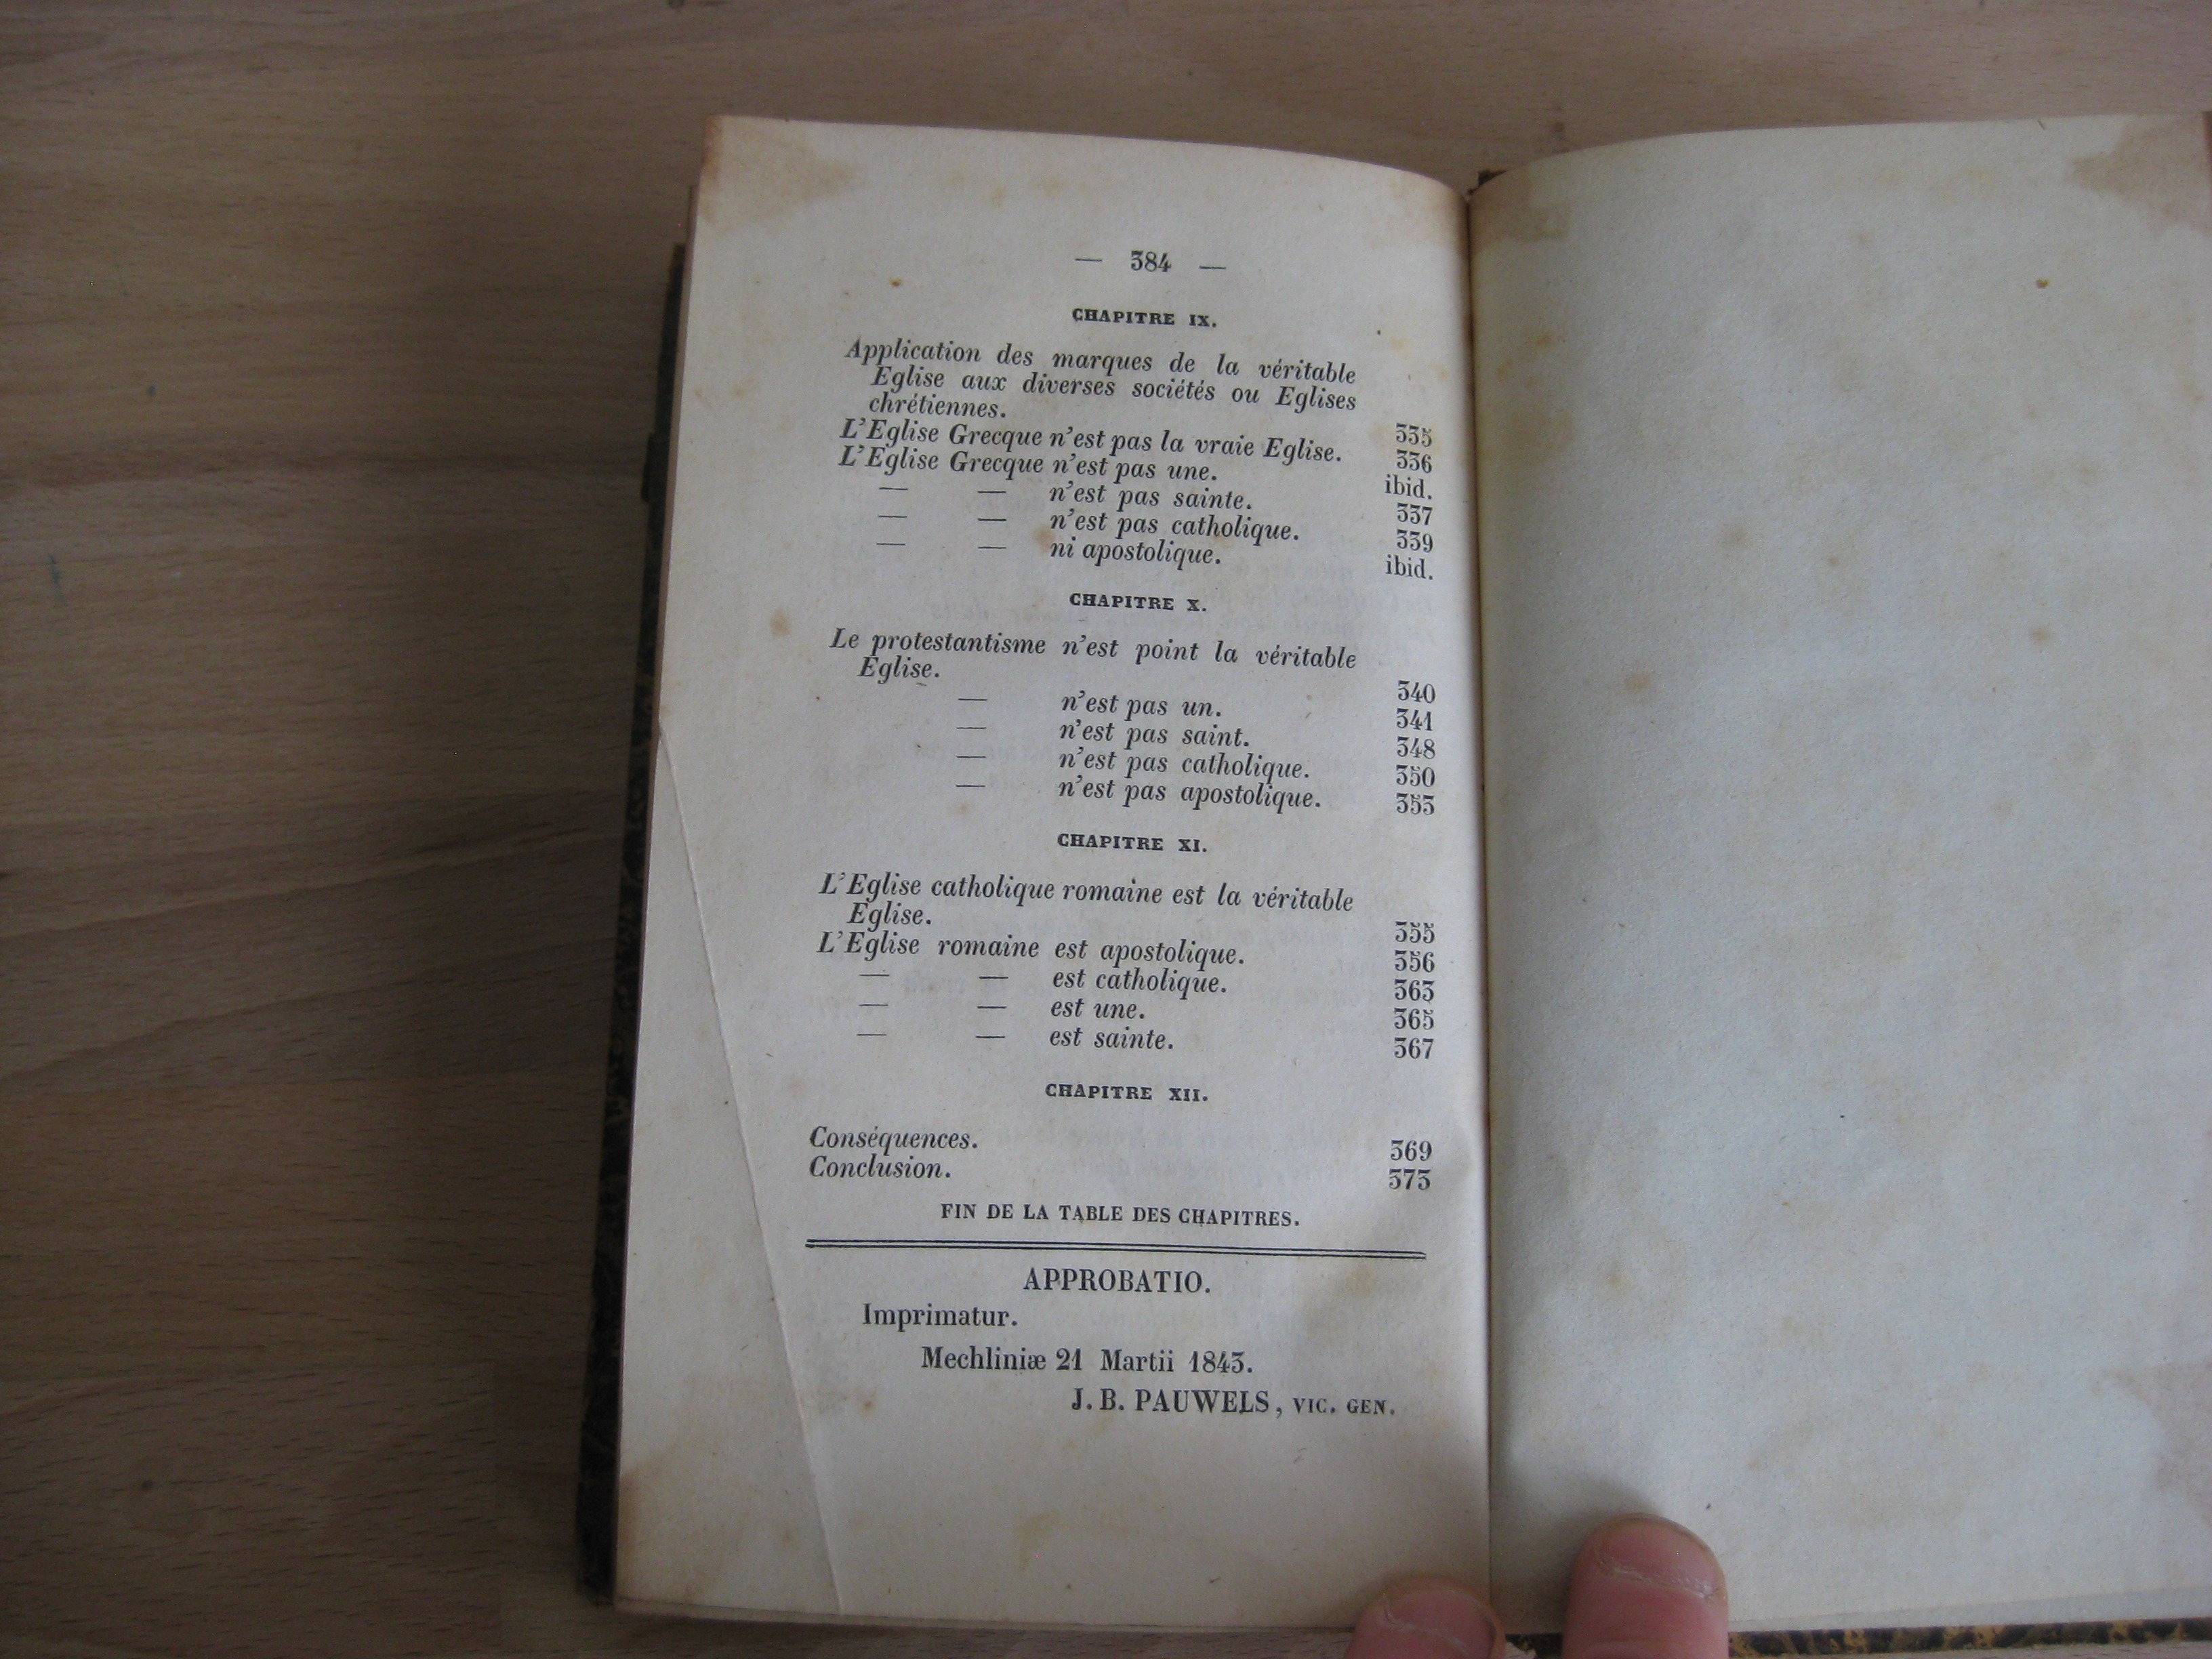 — 384 —
CHAPITRE IX.
Application des marques de la véritable
Eglise aux diverses sociétés ou Eglises
chrétiennes. 335
L'Eglise Grecque n'est pas la vraie Eglise. 336
L'Eglise Grecque n'est pas une. ibid.
— — n'est pas sainte. 337
— — n'est pas catholique. 339
— — ni apostolique. ibid.
CHAPITRE X.
Le protestantisme n'est point la véritable
Eglise. 340
— n'est pas un. 341
— n'est pas saint. 348
— n'est pas catholique. 350
— n'est pas apostolique. 353
CHAPITRE XI.
L'Eglise catholique romaine est la véritable
Eglise. 355
L'Eglise romaine est apostolique. 356
— — est catholique. 363
— — est une. 365
— — est sainte. 367
CHAPITRE XII.
Conséquences. 369
Conclusion. 373
FIN DE LA TABLE DES CHAPITRES.
APPROBATIO.
Imprimatur.
Mechliniæ 21 Martii 1843.
J. B. PAUWELS, VIC. GEN.